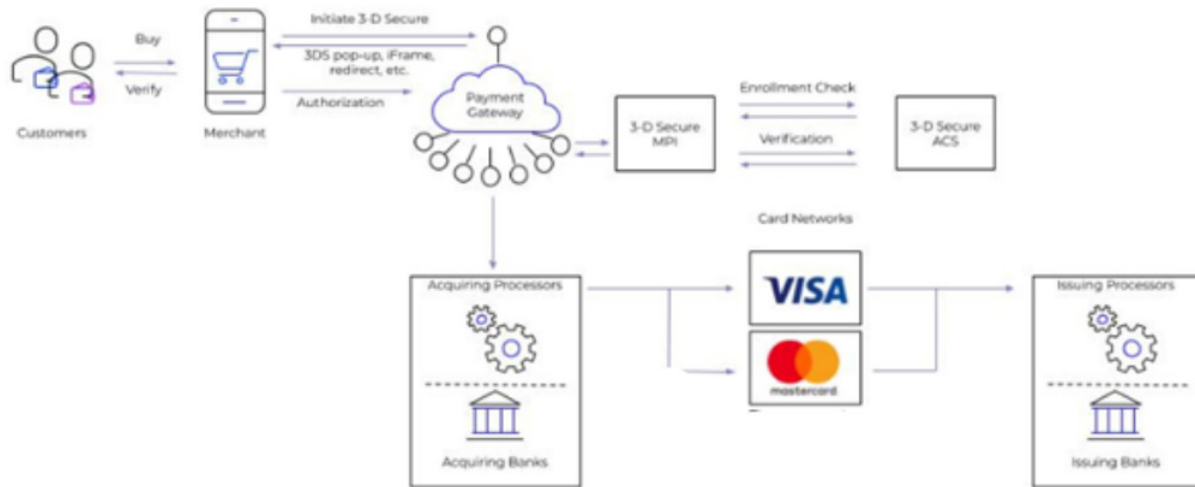 Initiate 3-D Secure
Buy
3DS pop-up, iFrame,
redirect, etc.
Verify
Authorization
Payment
Gateway
Customers
Merchant
Enrollment Check
3-D Secure
MPI
3-D Secure
ACS
Verification
Card Networks
Acquiring Processors
VISA
Issuing Processors
mastercard
Acquiring Banks
Issuing Banks